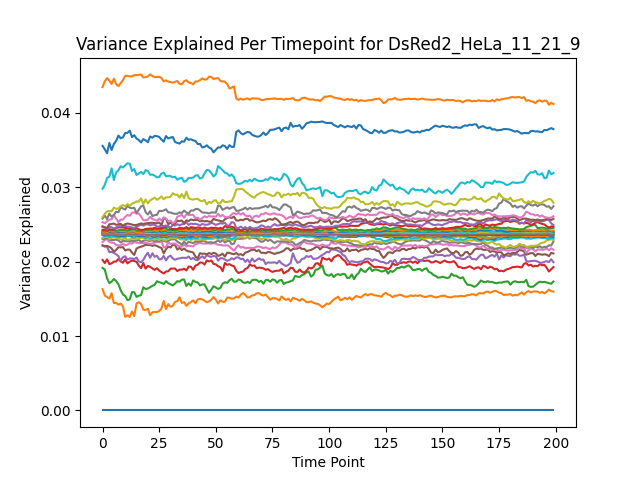 Variance Explained Per Timepoint for DsRed2_HeLa_11_21_9
Variance Explained
0.04
0.03
0.02
0.01
0.00
0 25 50 75 100 125 150 175 200
Time Point